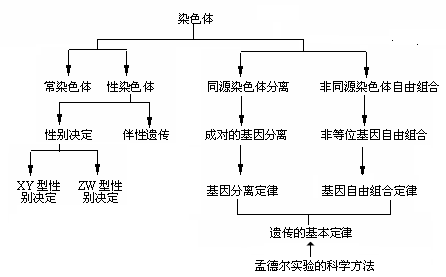 染色体
常染色体 性染色体 同源染色体分离 非同源染色体自由组合
性别决定 伴性遗传 成对的基因分离 非等位基因自由组合
XY 型性别决定 ZW 型性别决定 基因分离定律 基因自由组合定律
遗传的基本定律
孟德尔实验的科学方法